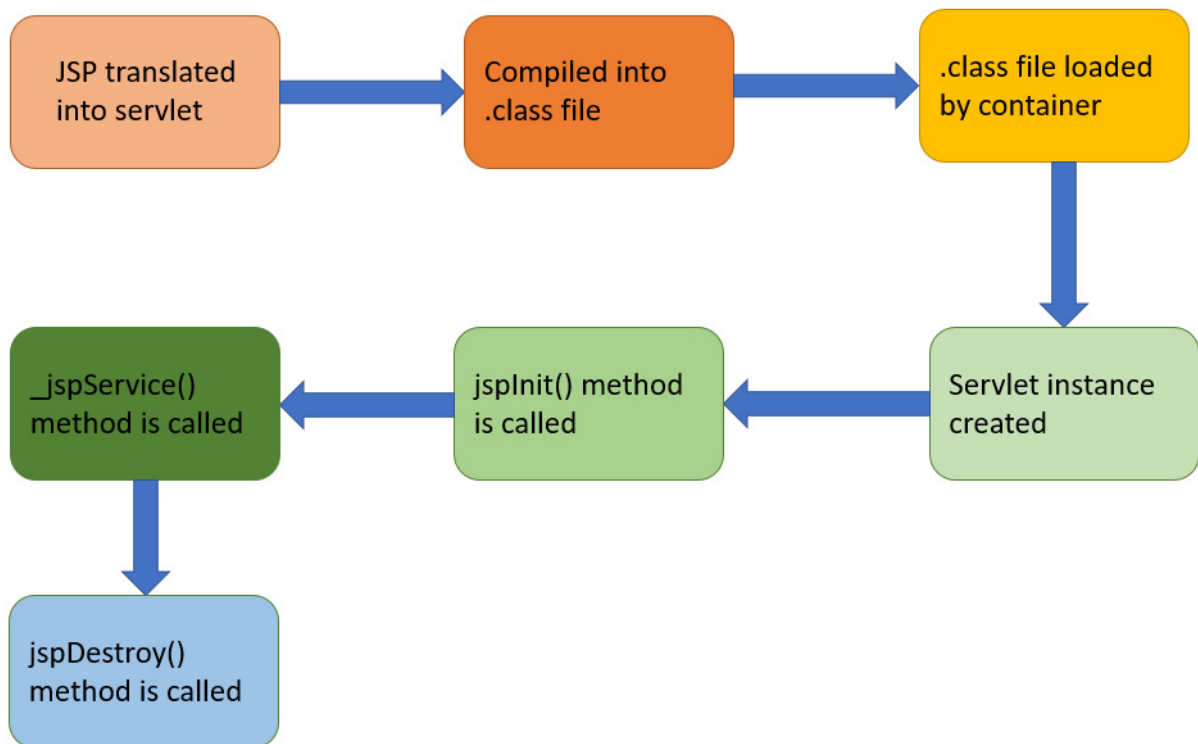 JSP translated
into servlet
Compiled into
.class file
.class file loaded
by container
Servlet instance
created
jspInit() method
is called
_jspService()
method is called
jspDestroy()
method is called